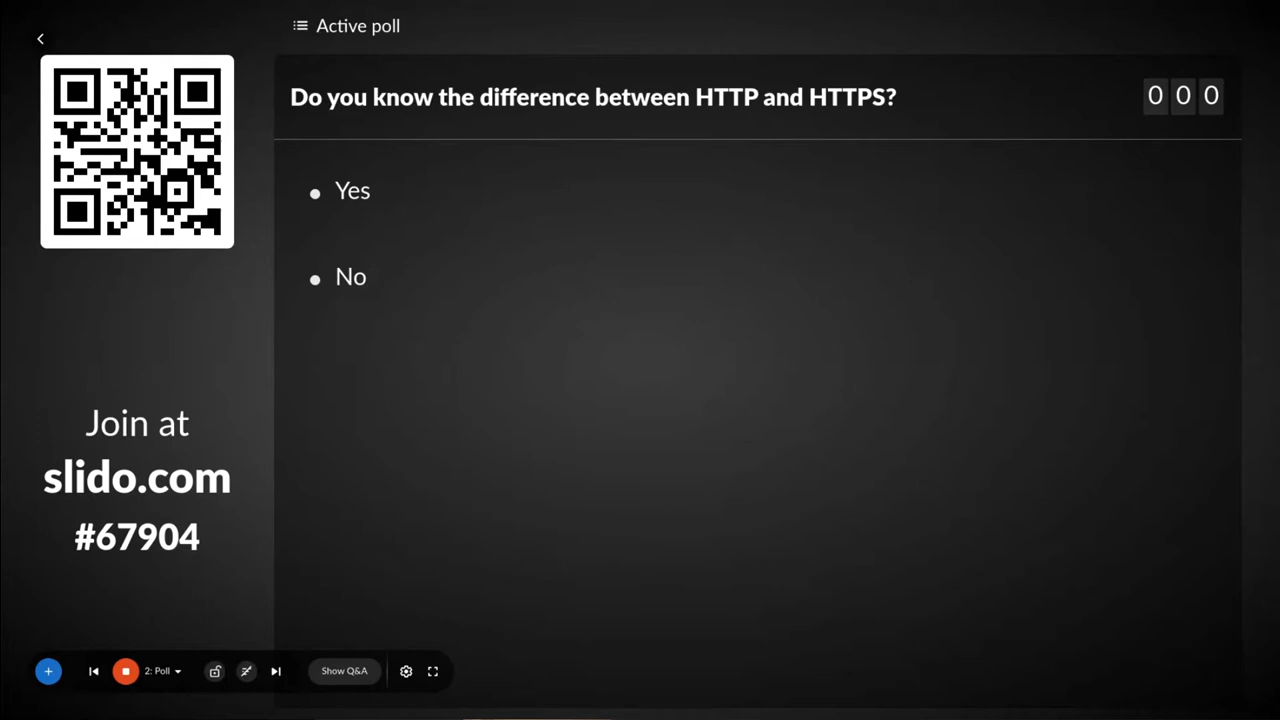 Active poll
Do you know the difference between HTTP and HTTPS?
0 0 0
Yes
No
Join at
slido.com
#67904
2: Poll
Show Q&A